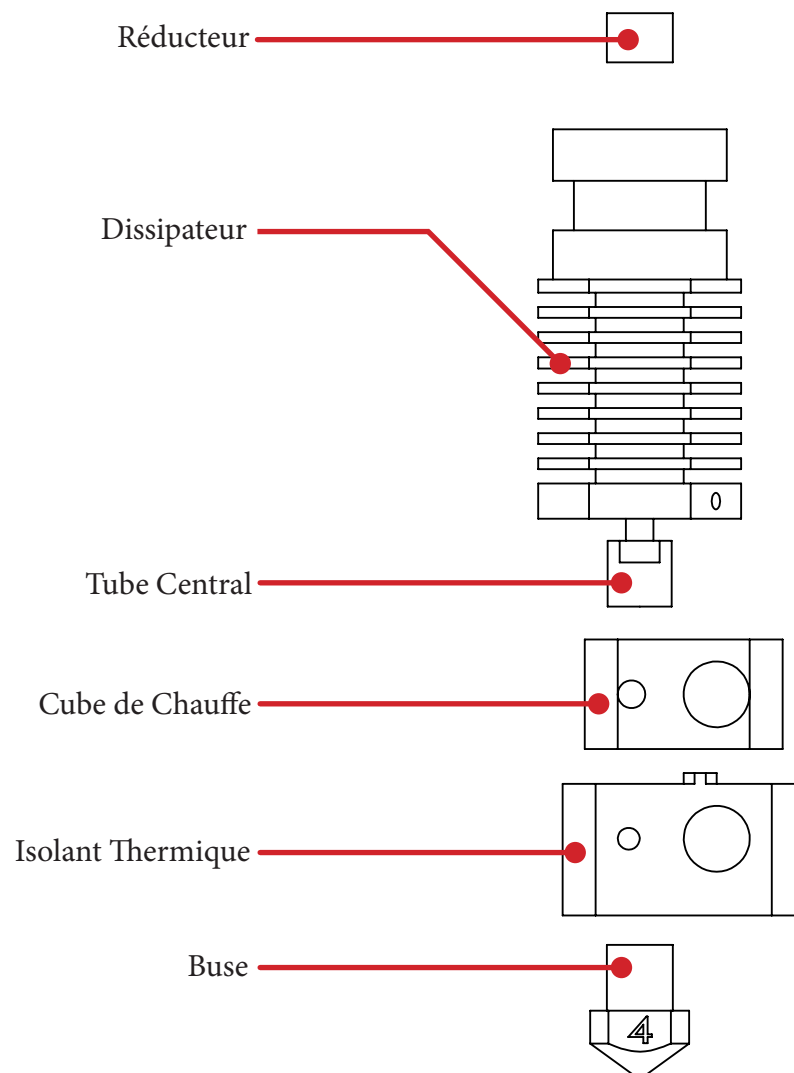 Réducteur
Dissipateur
0
Tube Central
Cube de Chauffe
Isolant Thermique
Buse
4